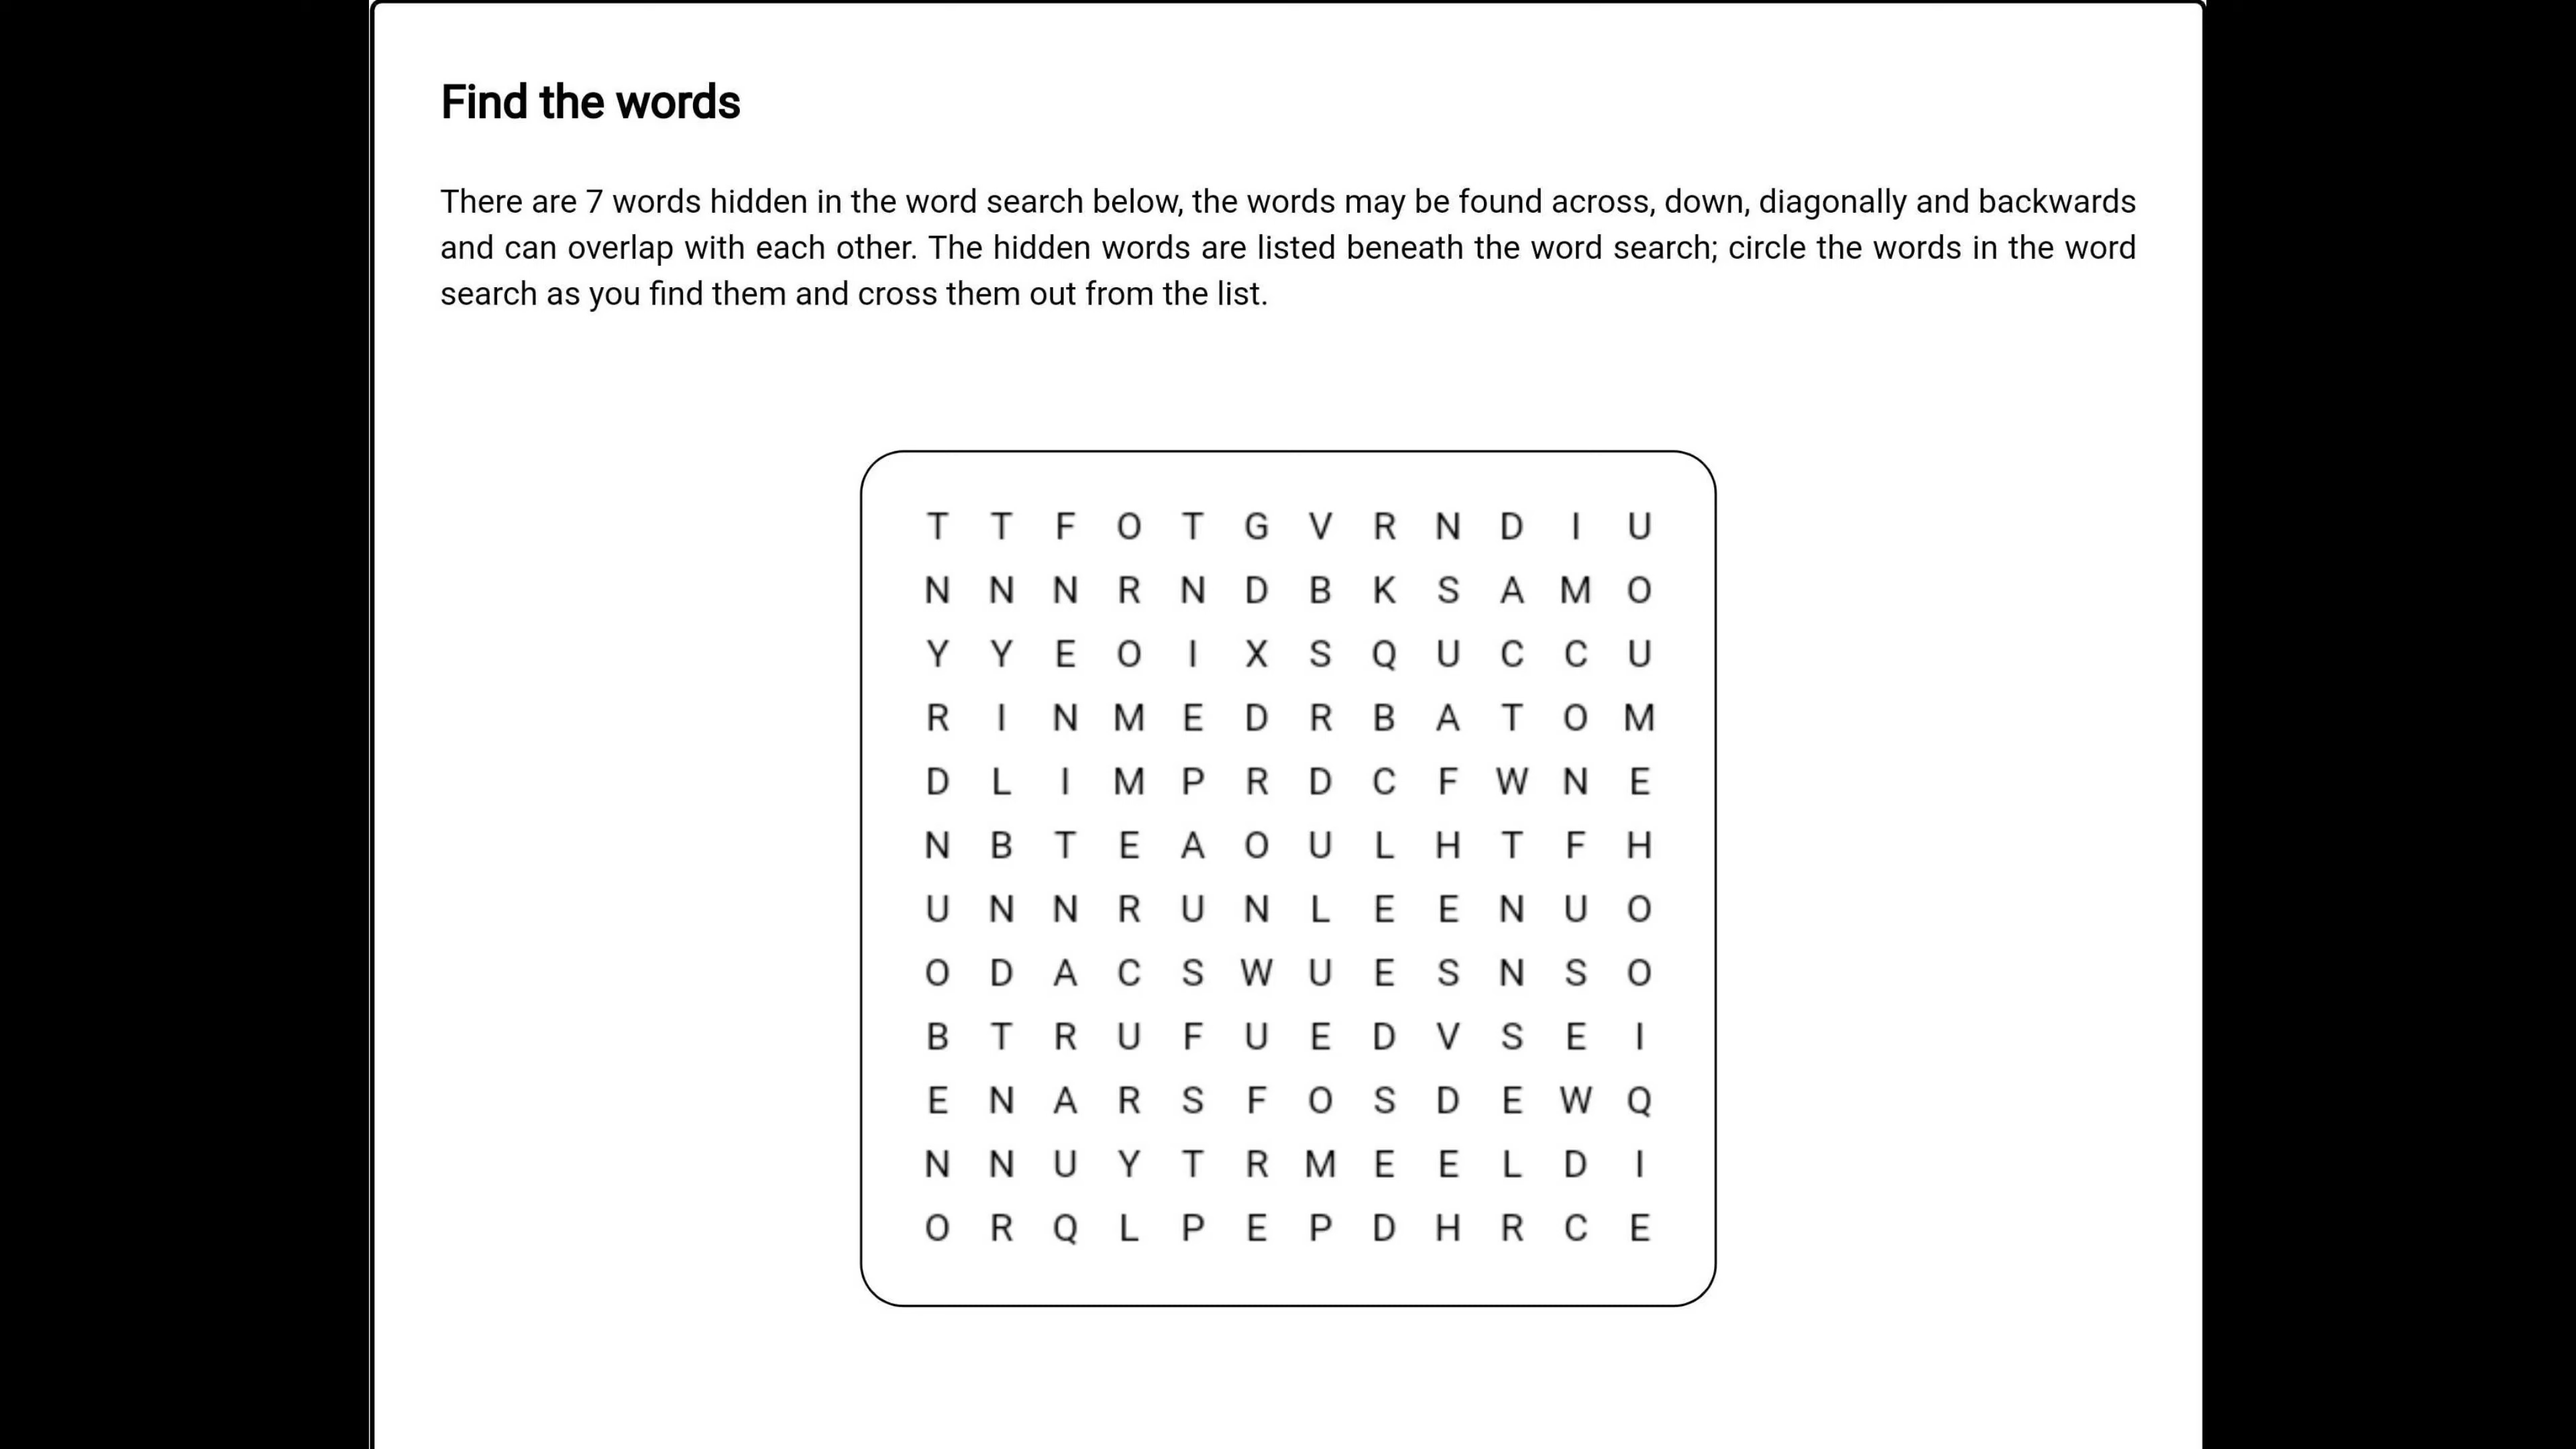 Find the words
There are 7 words hidden in the word search below, the words may be found across, down, diagonally and backwards
and can overlap with each other. The hidden words are listed beneath the word search; circle the words in the word
search as you find them and cross them out from the list.
T T F O T G V R N D I U
N N N R N D B K S A M O
Y Y E O I X S Q U C C U
R I N M E D R B A T O M
D L I M P R D C F W N E
N B T E A O U L H T F H
U N N R U N L E E N U O
O D A C S W U E S N S O
B T R U F U E D V S E I
E N A R S F O S D E W Q
N N U Y T R M E E L D I
O R Q L P E P D H R C E